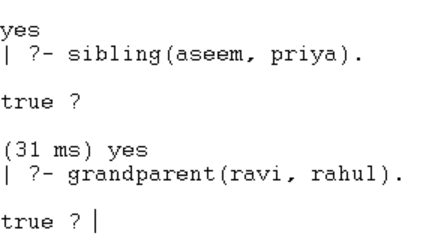 yes
| ?- sibling(aseem, priya).
true ?
(31 ms) yes
| ?- grandparent(ravi, rahul).
true ? |